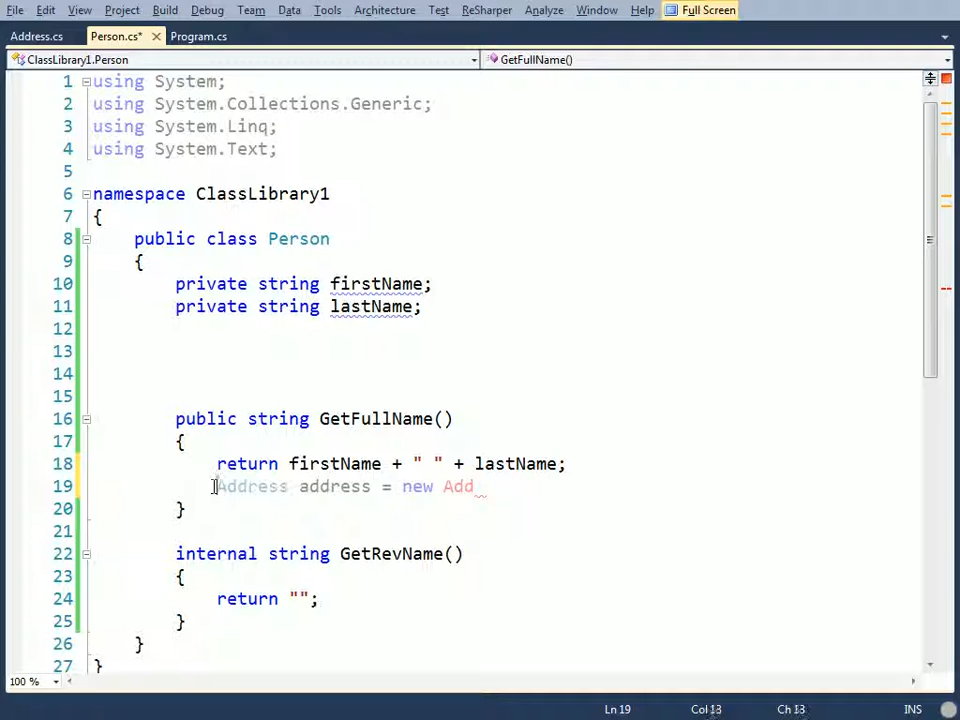 File Edit View Project Build Debug Team Data Tools Architecture Test ReSharper Analyze Window Help Full Screen
Address.cs Person.cs* Program.cs
ClassLibrary1.Person GetFullName()
1 using System;
2 using System.Collections.Generic;
3 using System.Linq;
4 using System.Text;
5
6 namespace ClassLibrary1
7 {
8 public class Person
9 {
10 private string firstName;
11 private string lastName;
12
13
14
15
16 public string GetFullName()
17 {
18 return firstName + " " + lastName;
19 Address address = new Add
20 }
21
22 internal string GetRevName()
23 {
24 return "";
25 }
26 }
27 }
100 %
Ln 19 Col 13 Ch 13 INS